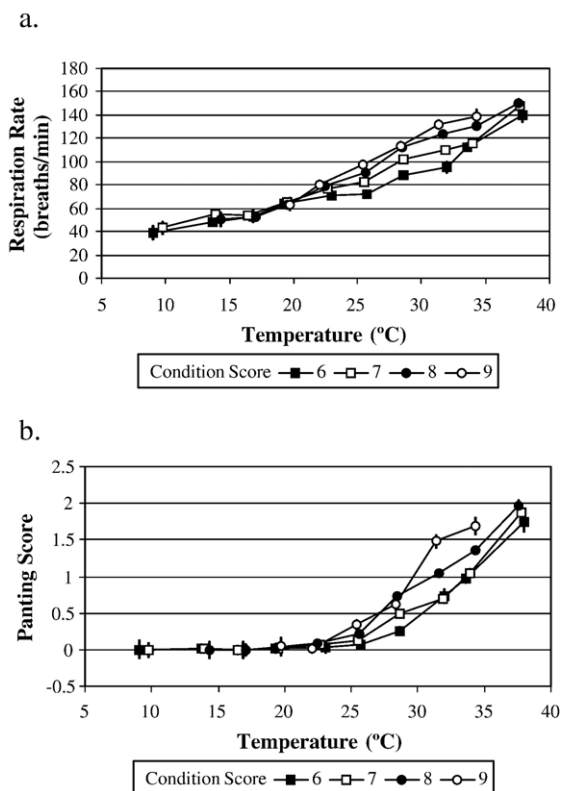 a.
180
160
140
120
100
80
60
40
20
0
Respiration Rate
(breaths/min)
5 10 15 20 25 30 35 40
Temperature (ºC)
Condition Score 6 7 8 9
b.
2.5
2
1.5
1
0.5
0
-0.5
Panting Score
5 10 15 20 25 30 35 40
Temperature (ºC)
Condition Score 6 7 8 9